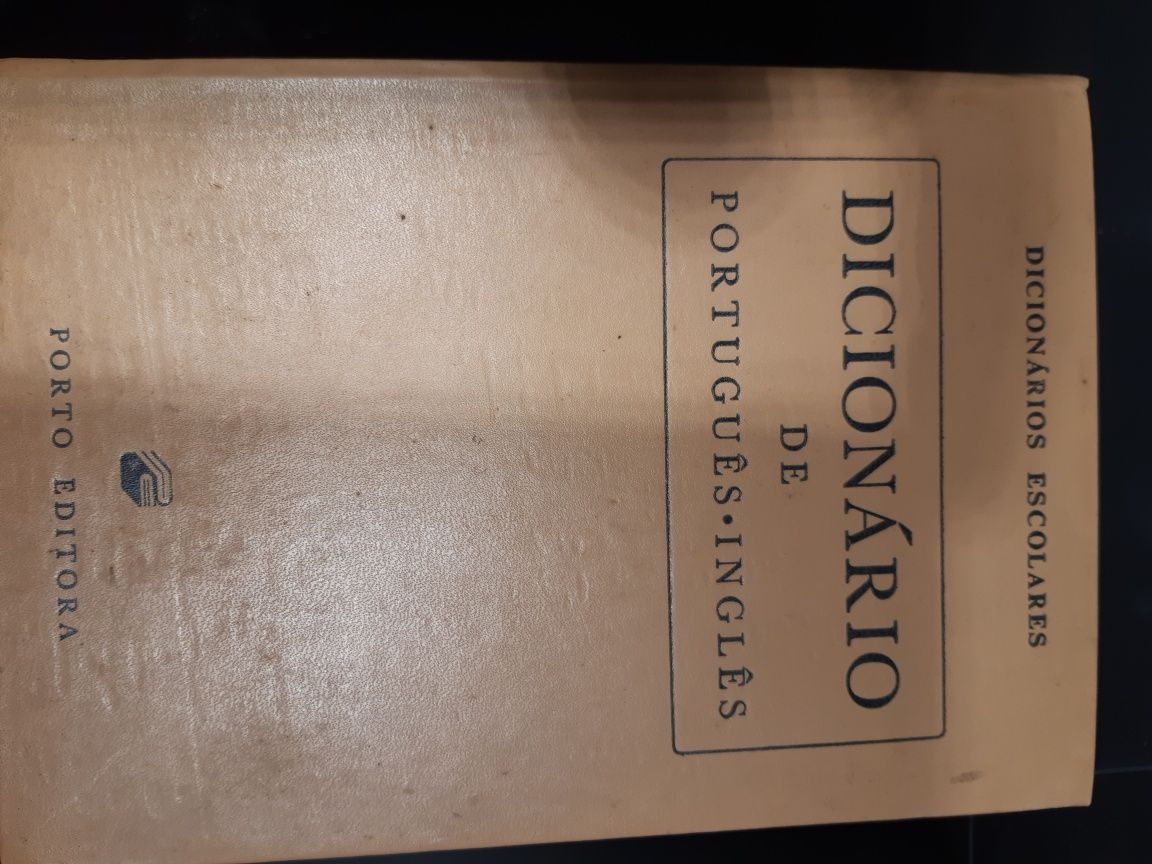 DICIONÁRIOS ESCOLARES
DICIONÁRIO
DE
PORTUGUÊS•INGLÊS
PORTO EDITORA